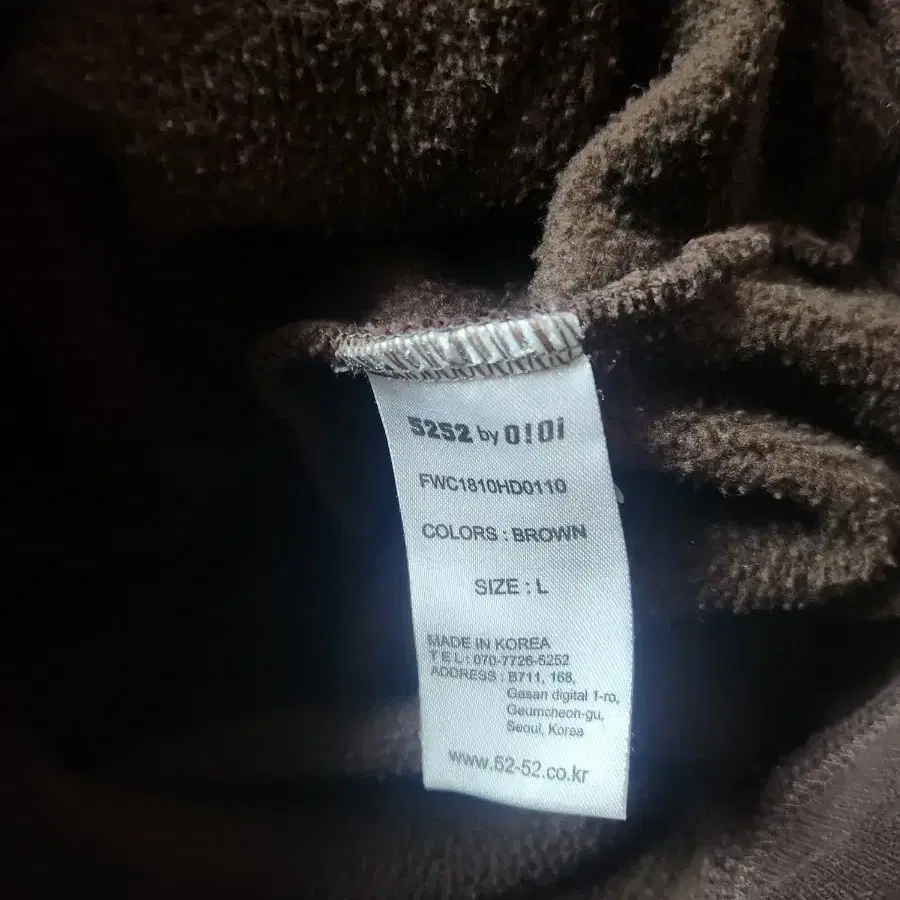 5252 by O!Oi
FWC1810HD0110
COLORS : BROWN
SIZE : L
MADE IN KOREA
TEL : 070-7726-5252
ADDRESS : B711, 168,
Gasan digital 1-ro,
Geumcheon-gu,
Seoul, Korea
www.52-52.co.kr